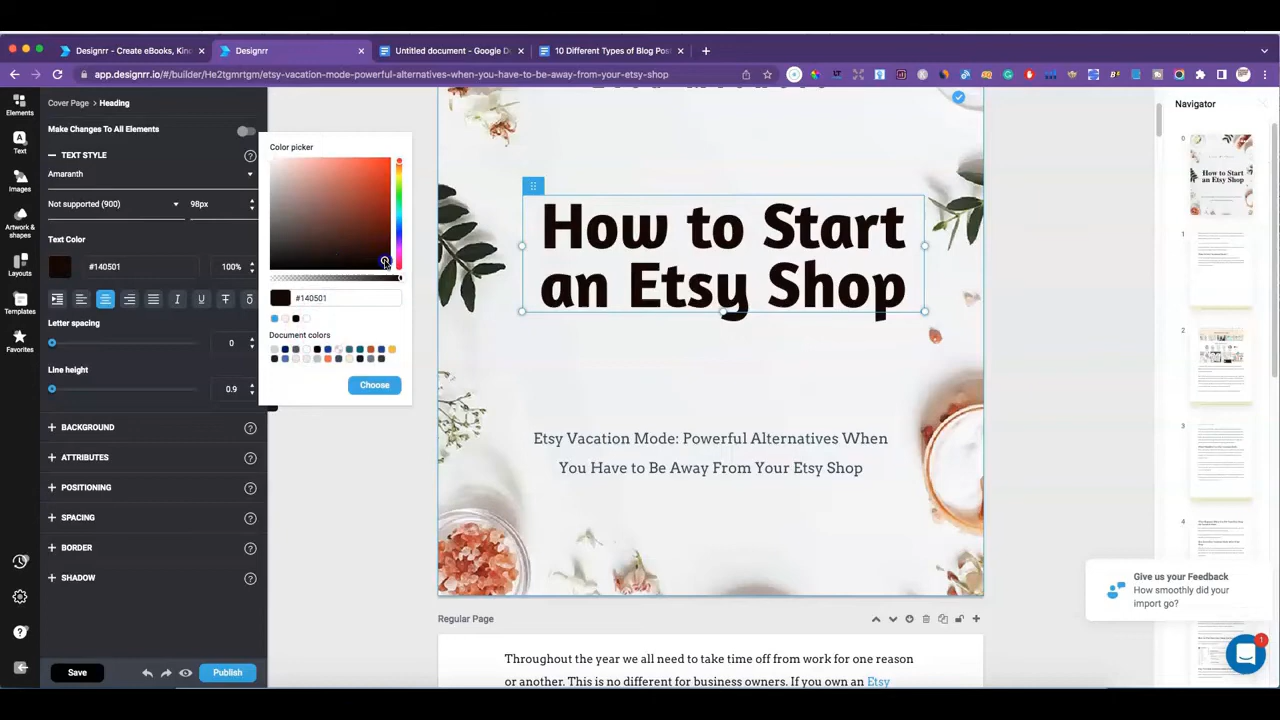 Designrr - Create eBooks, Kin
Designrr
Untitled document - Google D
10 Different Types of Blog Pos
app.designrr.io/#/builder/He2tgmrtgm/etsy-vacation-mode-powerful-alternatives-when-you-have-to-be-away-from-your-etsy-shop
Elements
Text
Images
Artwork &
shapes
Layouts
Templates
Favorites
Cover Page › Heading
Make Changes To All Elements
TEXT STYLE
Amaranth
Not supported (900)
98px
Text Color
#140501
100%
Letter spacing
0
Line height
0.9
BACKGROUND
ATTRIBUTES
POSITIONING
SPACING
BORDER
SHADOW
Save
Publish
Color picker
#140501
Document colors
Choose
How to Start
an Etsy Shop
Etsy Vacation Mode: Powerful Alternatives When
You Have to Be Away From Your Etsy Shop
Regular Page
Throughout the year we all need to take time off from work for one reason
or another. This is no different for business owners. If you own an Etsy
Navigator
0
How to Start
an Etsy Shop
1
2
3
4
Give us your Feedback
How smoothly did your
import go?
1